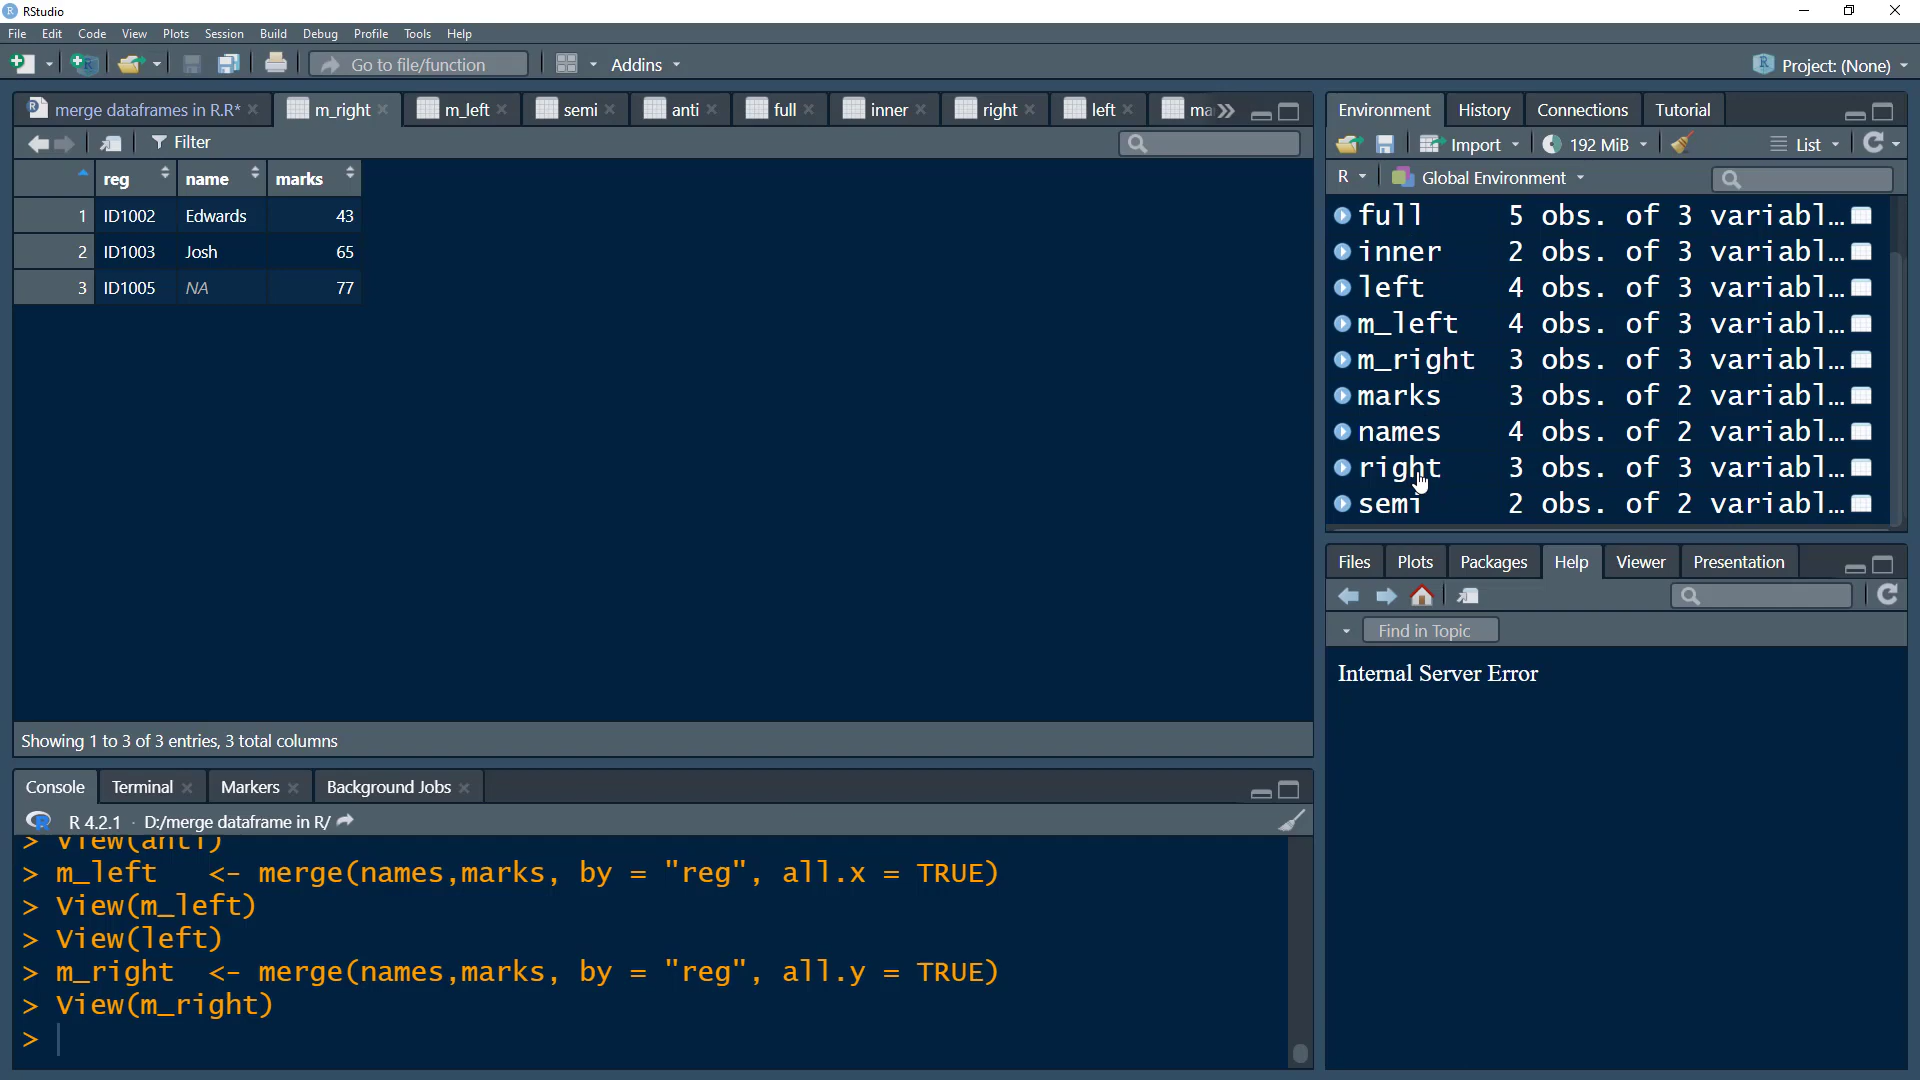 RStudio
File Edit Code View Plots Session Build Debug Profile Tools Help
Go to file/function Addins Project: (None)
merge dataframes in R.R* m_right m_left semi anti full inner right left ma
Filter
reg name marks
1 ID1002 Edwards 43
2 ID1003 Josh 65
3 ID1005 NA 77
Showing 1 to 3 of 3 entries, 3 total columns
Console Terminal Markers Background Jobs
R 4.2.1 · D:/merge dataframe in R/
> View(anti)
> m_left <- merge(names,marks, by = "reg", all.x = TRUE)
> View(m_left)
> View(left)
> m_right <- merge(names,marks, by = "reg", all.y = TRUE)
> View(m_right)
>
Environment History Connections Tutorial
Import 192 MiB List
R Global Environment
full 5 obs. of 3 variabl…
inner 2 obs. of 3 variabl…
left 4 obs. of 3 variabl…
m_left 4 obs. of 3 variabl…
m_right 3 obs. of 3 variabl…
marks 3 obs. of 2 variabl…
names 4 obs. of 2 variabl…
right 3 obs. of 3 variabl…
semi 2 obs. of 2 variabl…
Files Plots Packages Help Viewer Presentation
Find in Topic
Internal Server Error